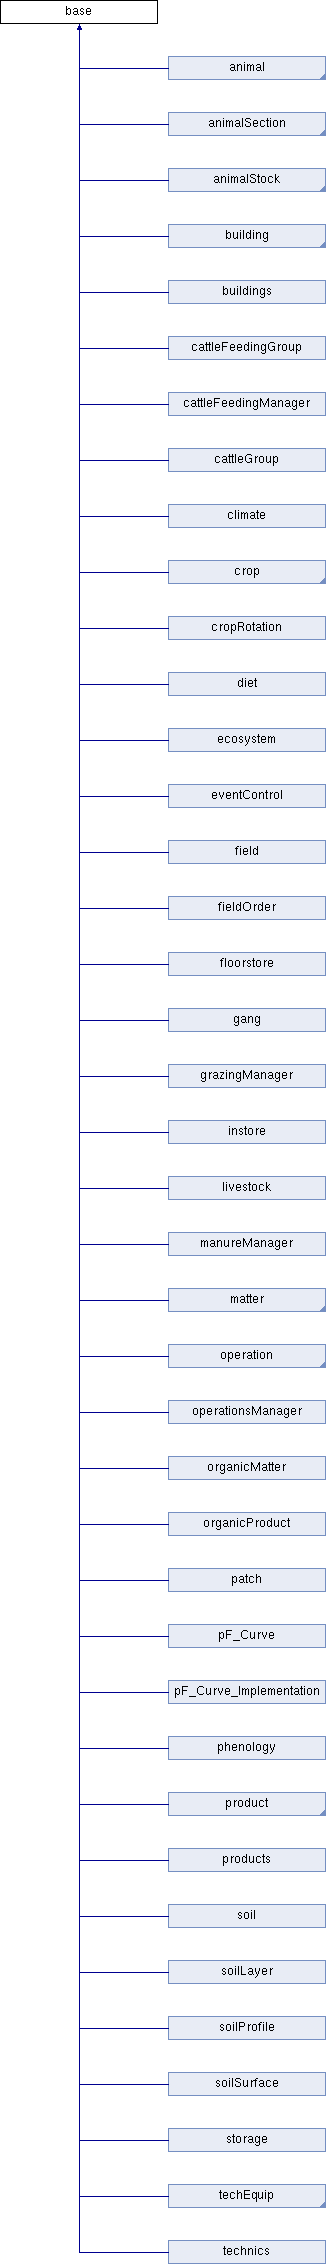 base
animal
animalSection
animalStock
building
buildings
cattleFeedingGroup
cattleFeedingManager
cattleGroup
climate
crop
cropRotation
diet
ecosystem
eventControl
field
fieldOrder
floorstore
gang
grazingManager
instore
livestock
manureManager
matter
operation
operationsManager
organicMatter
organicProduct
patch
pF_Curve
pF_Curve_Implementation
phenology
product
products
soil
soilLayer
soilProfile
soilSurface
storage
techEquip
technics